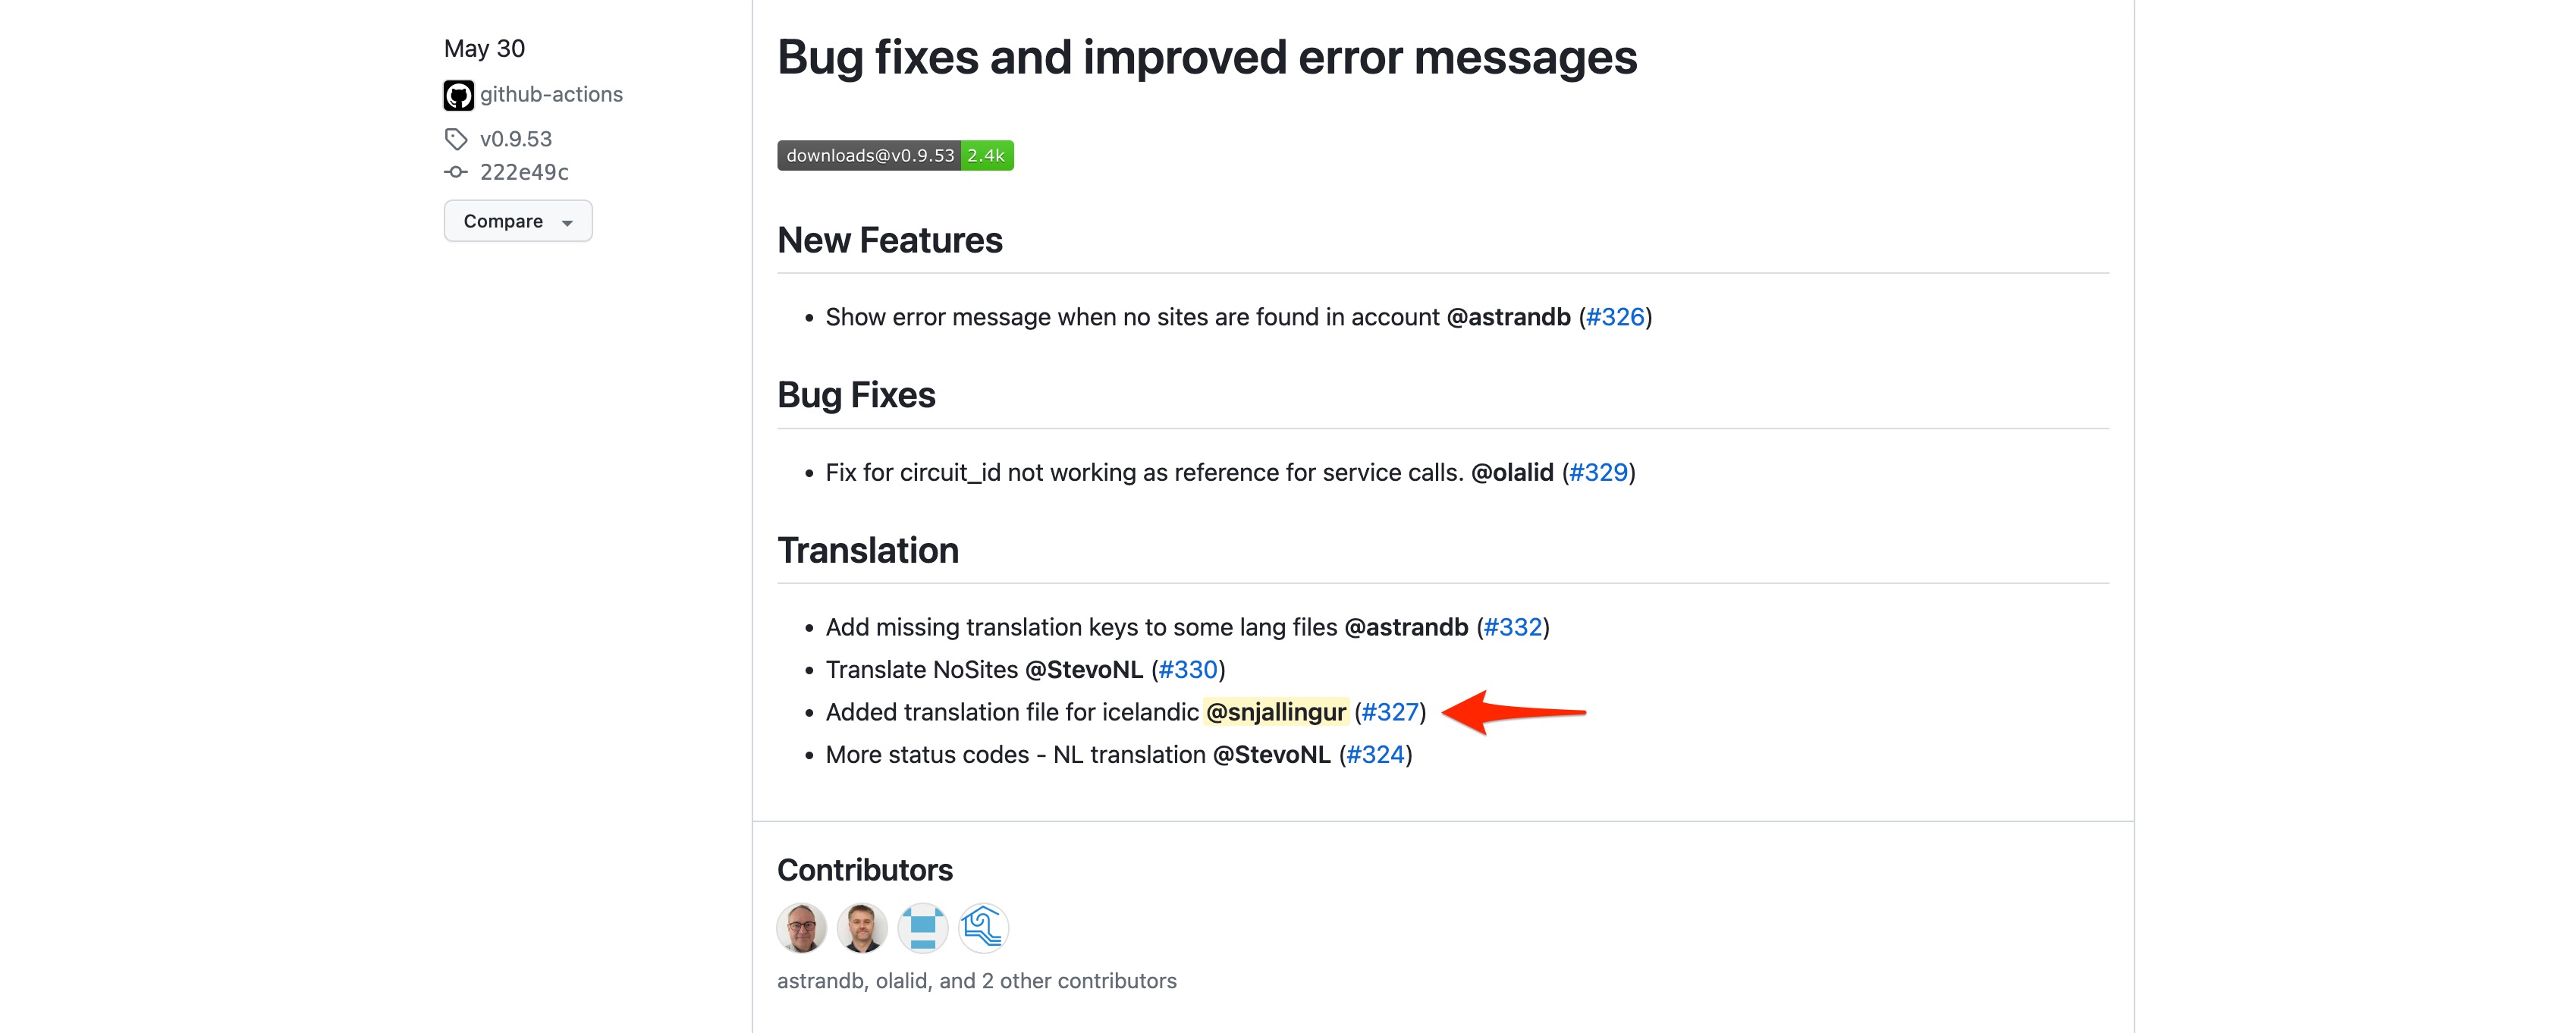 May 30
github-actions
v0.9.53
222e49c
Compare
Bug fixes and improved error messages
downloads@v0.9.53 2.4k
New Features
• Show error message when no sites are found in account @astrandb (#326)
Bug Fixes
• Fix for circuit_id not working as reference for service calls. @olalid (#329)
Translation
• Add missing translation keys to some lang files @astrandb (#332)
• Translate NoSites @StevoNL (#330)
• Added translation file for icelandic @snjallingur (#327)
• More status codes - NL translation @StevoNL (#324)
Contributors
astrandb, olalid, and 2 other contributors